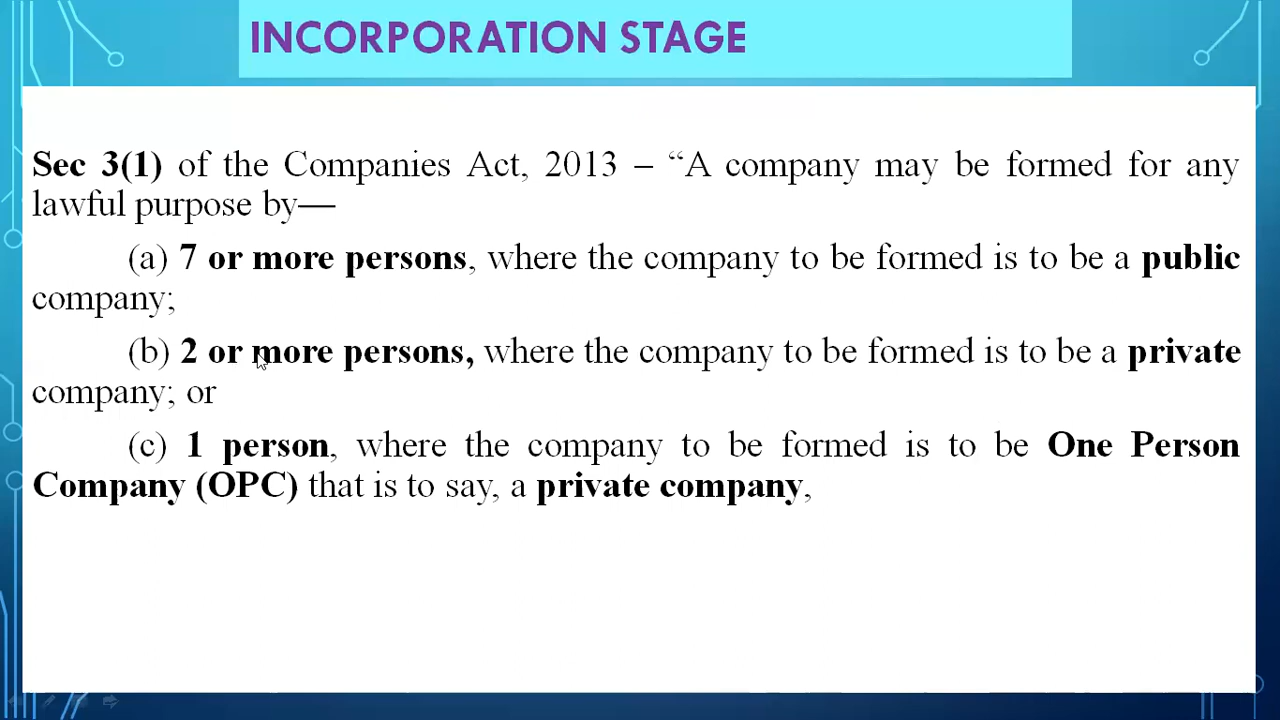 INCORPORATION STAGE
Sec 3(1) of the Companies Act, 2013 – “A company may be formed for any
lawful purpose by—
(a) 7 or more persons, where the company to be formed is to be a public
company;
(b) 2 or more persons, where the company to be formed is to be a private
company; or
(c) 1 person, where the company to be formed is to be One Person
Company (OPC) that is to say, a private company,